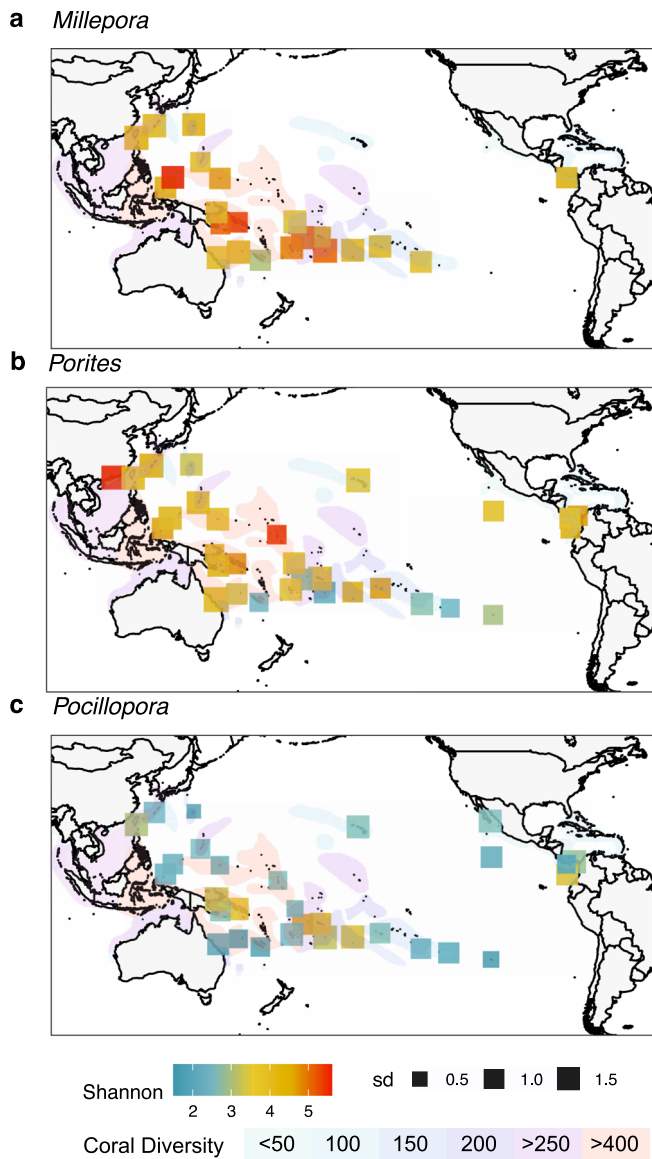 a Millepora
b Porites
c Pocillopora
Shannon
2 3 4 5
sd 0.5 1.0 1.5
Coral Diversity <50 100 150 200 >250 >400